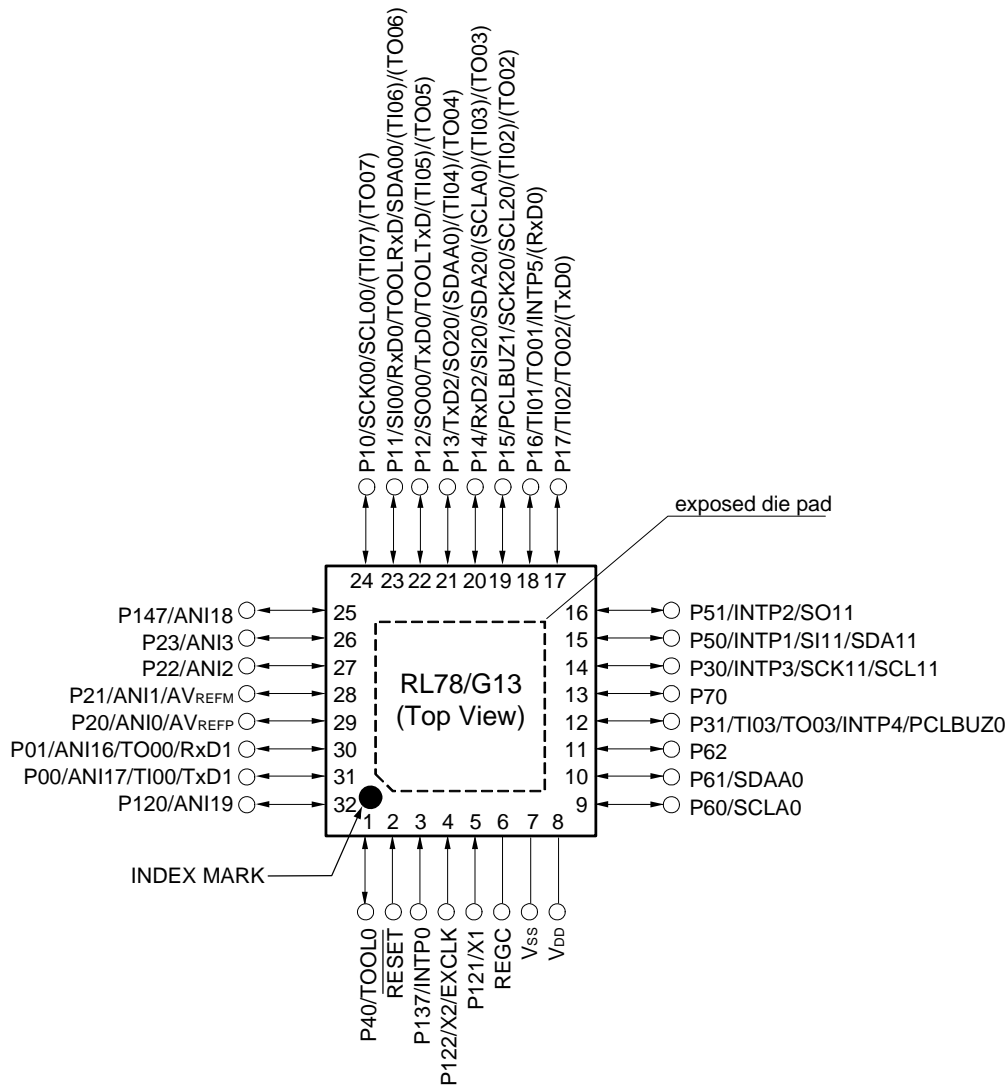 P10/SCK00/SCL00/(TI07)/(TO07)
P11/SI00/RxD0/TOOLRxD/SDA00/(TI06)/(TO06)
P12/SO00/TxD0/TOOLTxD/(TI05)/(TO05)
P13/TxD2/SO20/(SDAA0)/(TI04)/(TO04)
P14/RxD2/SI20/SDA20/(SCLA0)/(TI03)/(TO03)
P15/PCLBUZ1/SCK20/SCL20/(TI02)/(TO02)
P16/TI01/TO01/INTP5/(RxD0)
P17/TI02/TO02/(TxD0)
exposed die pad
24 23 22 21 20 19 18 17
P147/ANI18 25
P23/ANI3 26
P22/ANI2 27
P21/ANI1/AVREFM 28
P20/ANI0/AVREFP 29
P01/ANI16/TO00/RxD1 30
P00/ANI17/TI00/TxD1 31
P120/ANI19 32
RL78/G13
(Top View)
16 P51/INTP2/SO11
15 P50/INTP1/SI11/SDA11
14 P30/INTP3/SCK11/SCL11
13 P70
12 P31/TI03/TO03/INTP4/PCLBUZ0
11 P62
10 P61/SDAA0
9 P60/SCLA0
1 2 3 4 5 6 7 8
INDEX MARK
P40/TOOL0
RESET
P137/INTP0
P122/X2/EXCLK
P121/X1
REGC
VSS
VDD